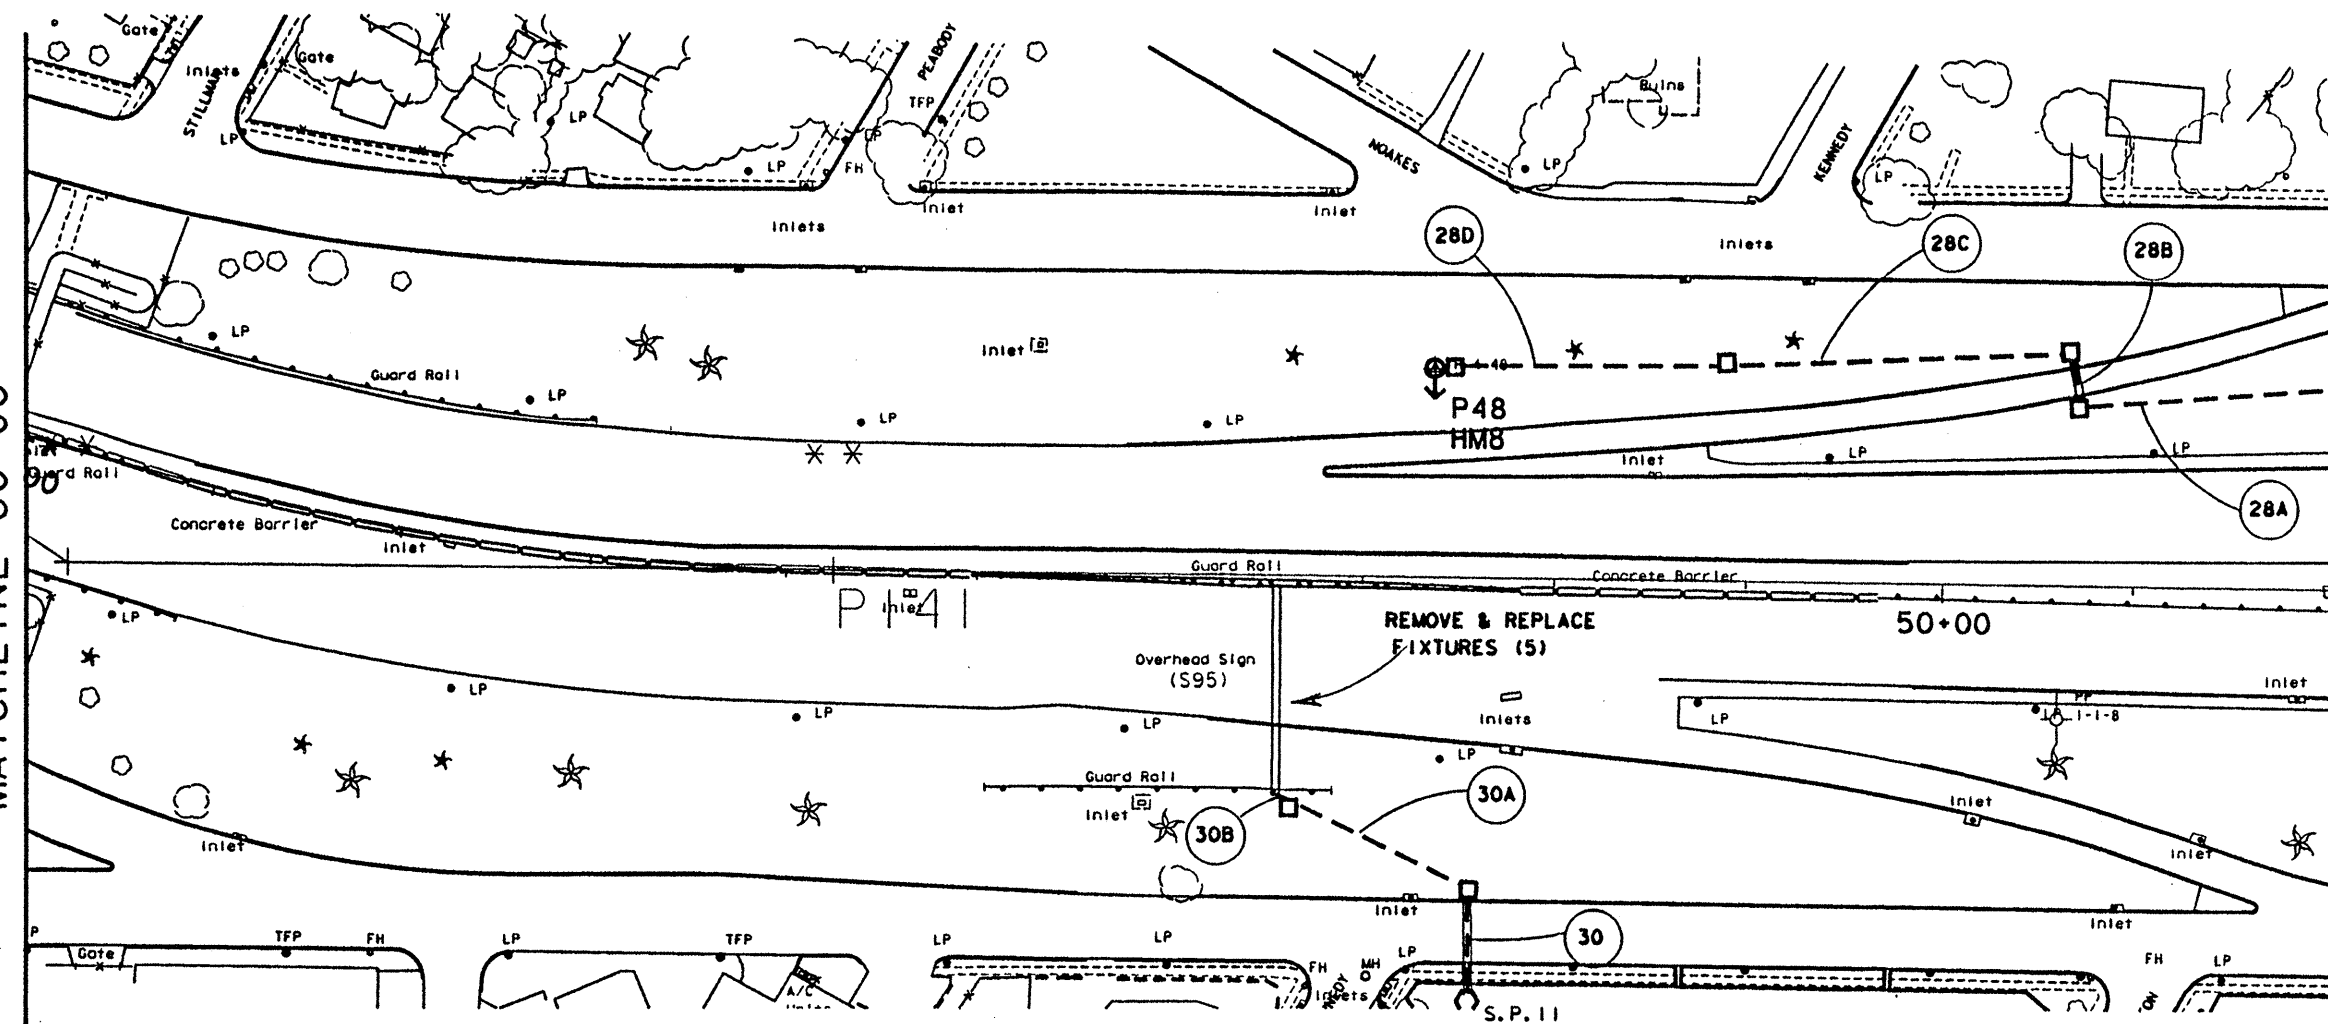 Gate
Gate
Inlets
STILLMAN
LP
LP
LP
PEABODY
TFP
FH
Inlet
Inlets
Inlet
NOAKES
LP
Bulns
KENNEDY
LP
Inlets
28D
28C
28B
28A
LP
Guard Rail
LP
LP
LP
Inlet
P48
HM8
Inlet
LP
LP
Guard Rail
90
Concrete Barrier
Inlet
Guard Rail
Concrete Barrier
50+00
LP
Inlet
REMOVE & REPLACE
FIXTURES (5)
Overhead Sign
(S95)
LP
LP
LP
Inlets
LP
LP
PP
1-1-8
Inlet
Guard Rail
Inlet
30B
30A
Inlet
Inlet
Inlet
Inlet
Inlet
30
P
Gate
TFP
FH
LP
TFP
A/C
LP
LP
FH
MH
LP
Inlets
S.P.11
FH
LP